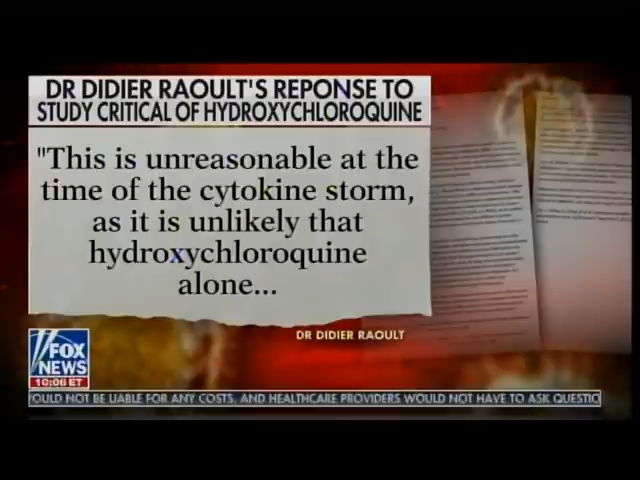 DR DIDIER RAOULT'S REPONSE TO
STUDY CRITICAL OF HYDROXYCHLOROQUINE
"This is unreasonable at the
time of the cytokine storm,
as it is unlikely that
hydroxychloroquine
alone...
DR DIDIER RAOULT
FOX
NEWS
10:06 ET
OULD NOT BE LIABLE FOR ANY COSTS, AND HEALTHCARE PROVIDERS WOULD NOT HAVE TO ASK QUESTIO